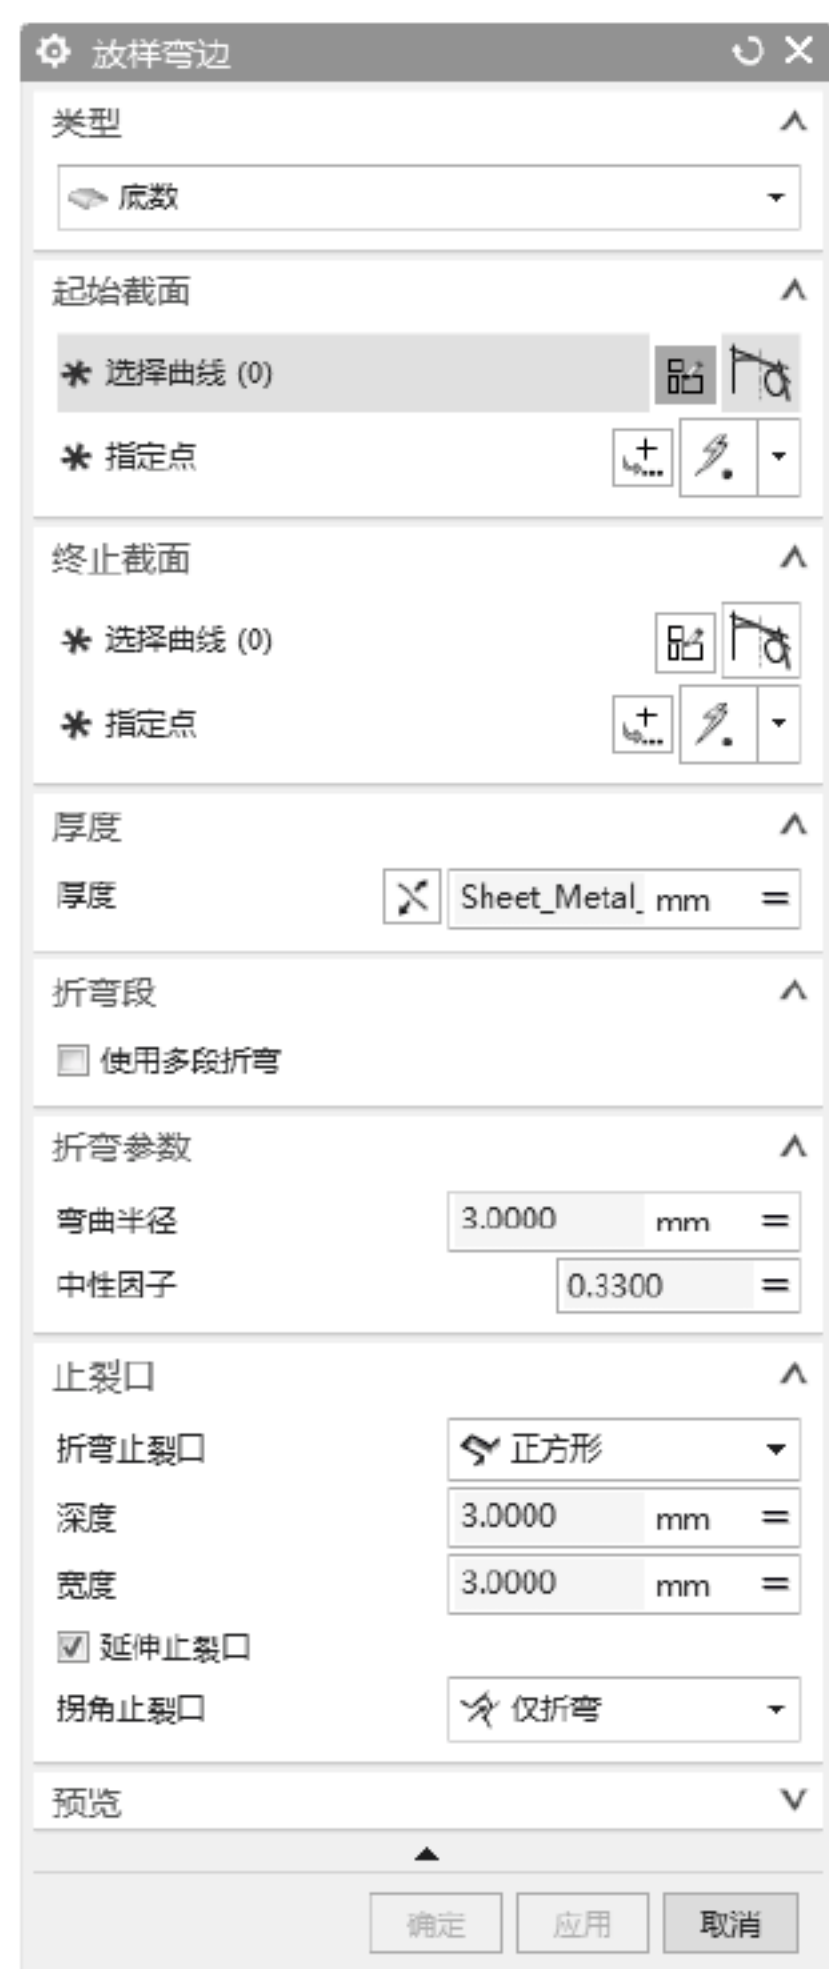 放样弯边
类型
底数
起始截面
选择曲线 (0)
指定点
终止截面
选择曲线 (0)
指定点
厚度
厚度 Sheet_Metal_ mm =
折弯段
使用多段折弯
折弯参数
弯曲半径 3.0000 mm =
中性因子 0.3300 =
止裂口
折弯止裂口 正方形
深度 3.0000 mm =
宽度 3.0000 mm =
延伸止裂口
拐角止裂口 仅折弯
预览
确定 应用 取消